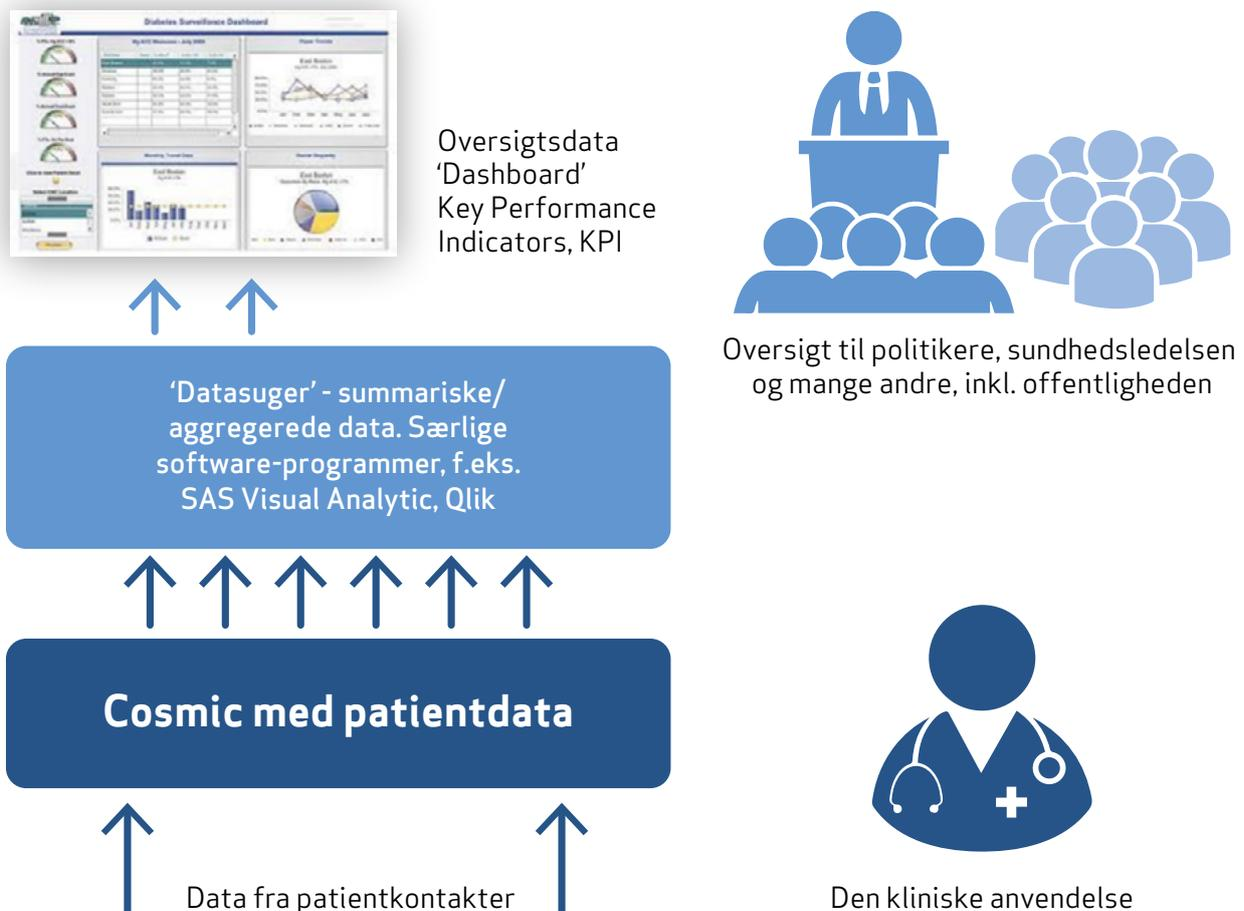 Diabetes Surveillance Dashboard
Oversigtsdata
‘Dashboard’
Key Performance
Indicators, KPI
Oversigt til politikere, sundhedsledelsen
og mange andre, inkl. offentligheden
‘Datasuger’ - summariske/
aggregerede data. Særlige
software-programmer, f.eks.
SAS Visual Analytic, Qlik
Cosmic med patientdata
Data fra patientkontakter
Den kliniske anvendelse